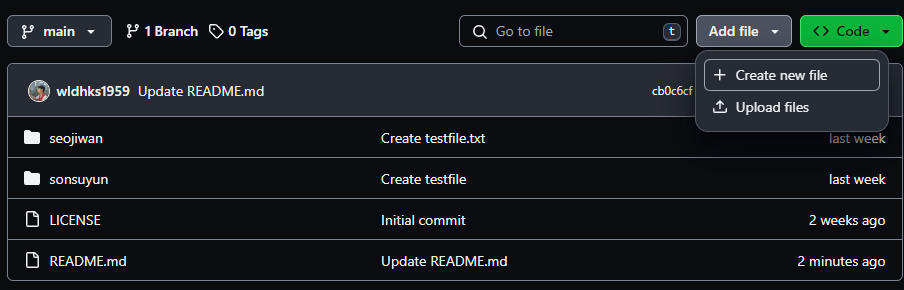 main 1 Branch 0 Tags Go to file t Add file Code
Create new file
Upload files
wldhks1959 Update README.md cb0c6cf
seojiwan Create testfile.txt last week
sonsuyun Create testfile last week
LICENSE Initial commit 2 weeks ago
README.md Update README.md 2 minutes ago